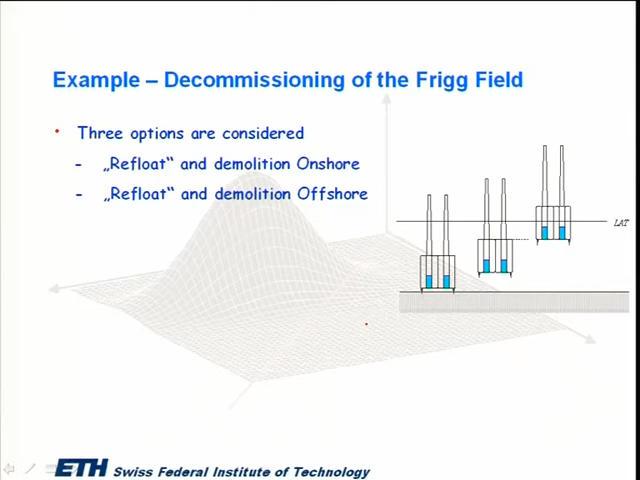 Example – Decommissioning of the Frigg Field
• Three options are considered
- „Refloat“ and demolition Onshore
- „Refloat“ and demolition Offshore
LAT
ETH Swiss Federal Institute of Technology